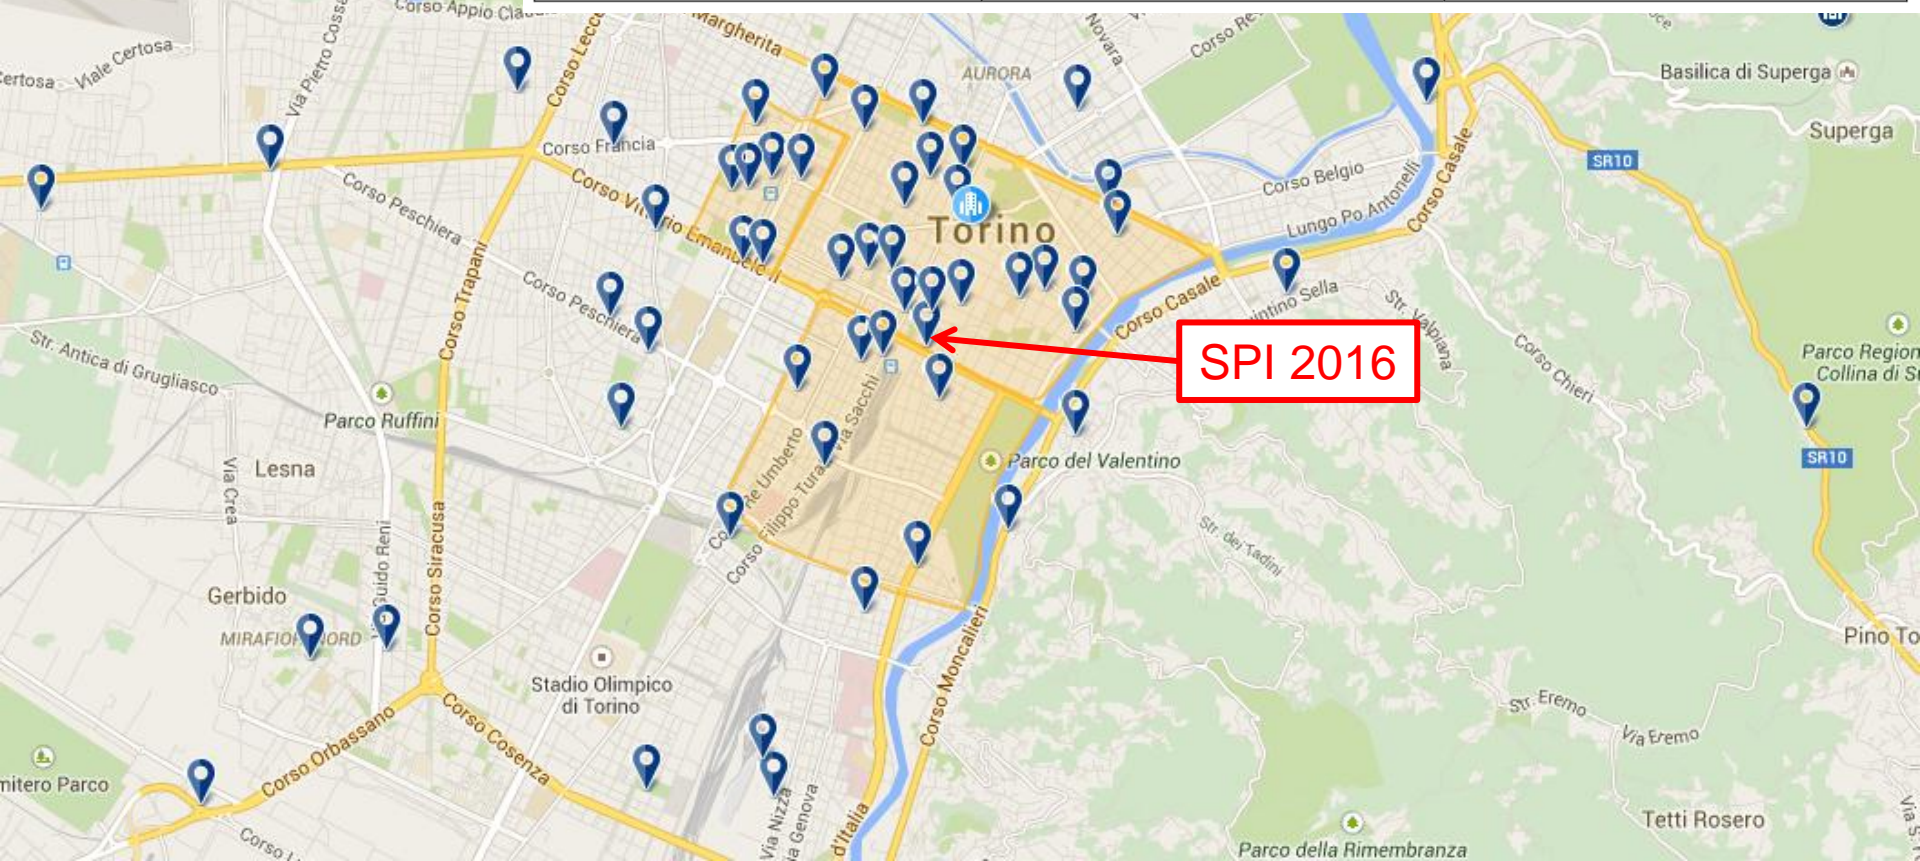 Corso Appio
Margherita
Novara
Corso Lecce
Via Pietro Cossa
Viale Certosa
AURORA
Basilica di Superga
Superga
Corso Francia
SR10
Corso Belgio
Corso Casale
Lungo Po Antonelli
Corso Peschiera
Corso Vittorio Emanuele II
Torino
Corso Trapani
Corso Peschiera
Corso Casale
Quintino Sella
Str. Valpiana
Str. Antica di Grugliasco
SPI 2016
Corso Chieri
Parco Region
Collina di Su
Parco Ruffini
Via Sacchi
Re Umberto
Filippo Tura
Parco del Valentino
SR10
Lesna
Via Crea
Guido Reni
Corso Siracusa
Corso
Str. dei Tadini
Gerbido
MIRAFIORI NORD
Pino To
Stadio Olimpico
di Torino
Corso Moncalieri
Str. Eremo
Via Eremo
Corso Orbassano
Corso Cosenza
mitero Parco
Via Nizza
ia Genova
d'Italia
Tetti Rosero
Parco della Rimembranza
Corso
Via S